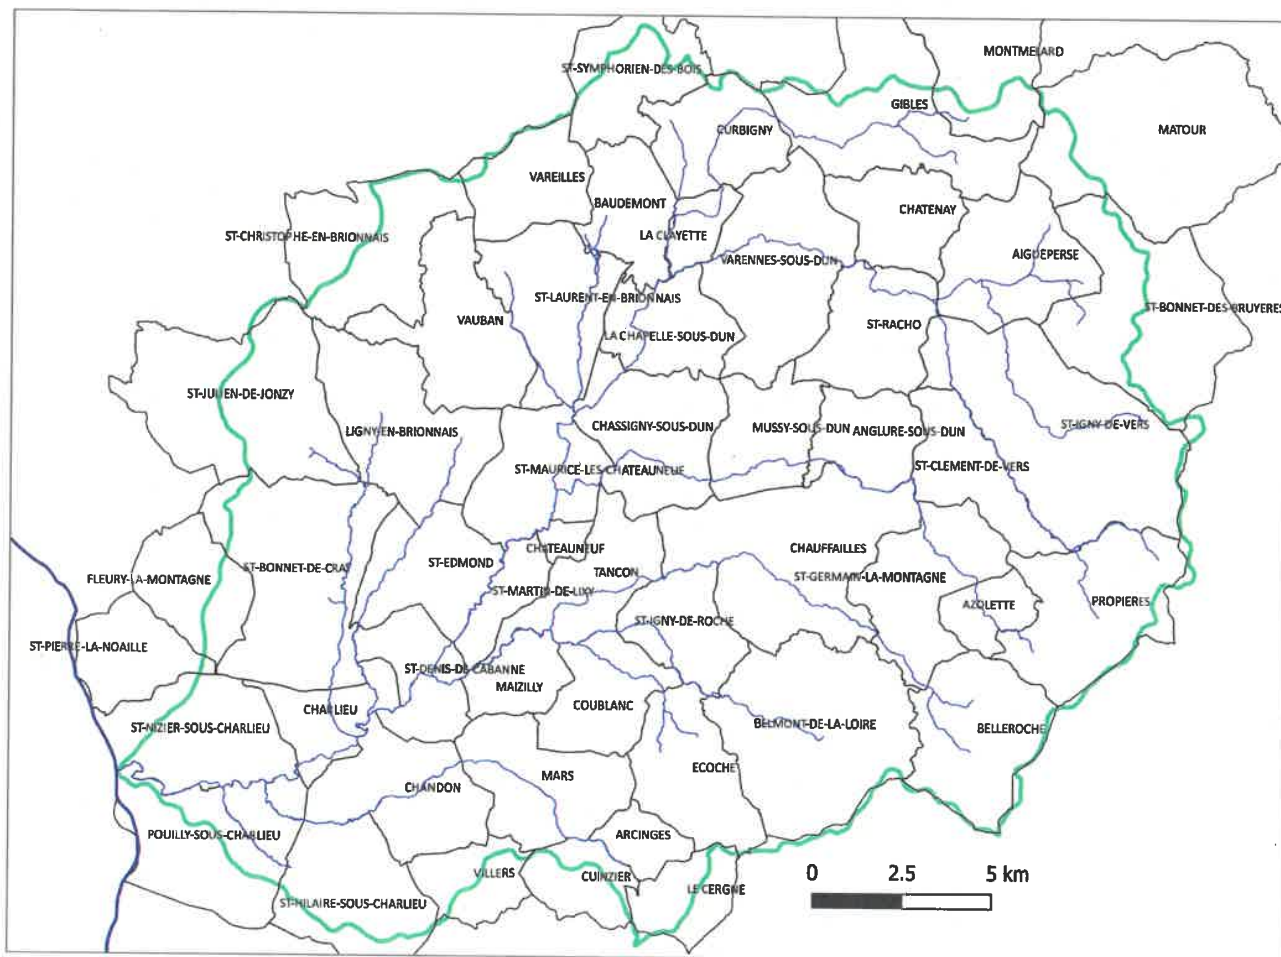 MONTMELARD
ST-SYMPHORIEN-DES-BOIS
GIBLES
CURBIGNY
MATOUR
VAREILLES
BAUDEMONT
CHATENAY
ST-CHRISTOPHE-EN-BRIONNAIS
LA CLAYETTE
VARENNES-SOUS-DUN
AIGUEPERSE
ST-LAURENT-EN-BRIONNAIS
ST-BONNET-DES-BRUYERES
VAUBAN
ST-RACHO
LA CHAPELLE-SOUS-DUN
ST-JULIEN-DE-JONZY
LIGNY-EN-BRIONNAIS
CHASSIGNY-SOUS-DUN
MUSSY-SOUS-DUN
ANGLURE-SOUS-DUN
ST-IGNY-DE-VERS
ST-MAURICE-LES-CHATEAUNEUF
ST-CLEMENT-DE-VERS
CHATEAUNEUF
CHAUFFAILLES
ST-EDMOND
ST-BONNET-DE-CRAY
TANCON
FLEURY-LA-MONTAGNE
ST-GERMAIN-LA-MONTAGNE
ST-MARTIN-DE-LIXY
AZOLETTE
PROPIERES
ST-IGNY-DE-ROCHE
ST-PIERRE-LA-NOAILLE
ST-DENIS-DE-CABANNE
MAIZILLY
COUBLANC
CHARLIEU
ST-NIZIER-SOUS-CHARLIEU
BELMONT-DE-LA-LOIRE
BELLEROCHE
ECOCHE
MARS
CHANDON
POUILLY-SOUS-CHARLIEU
ARCINGES
VILLERS
CUINZIER
LE CERGNE
ST-HILAIRE-SOUS-CHARLIEU
0 2.5 5 km